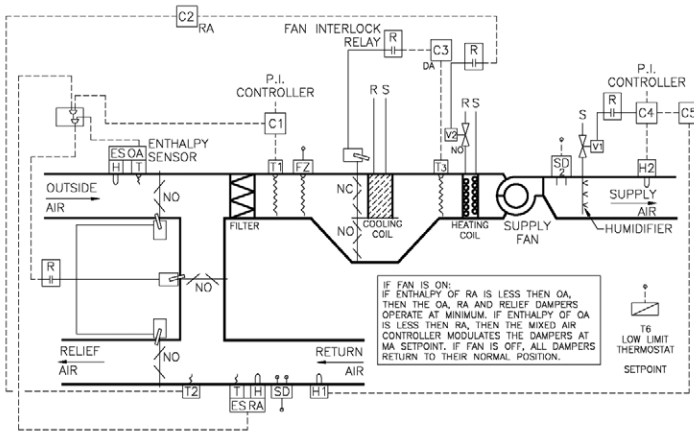 C2
RA
FAN INTERLOCK
RELAY
R
C3
DA
R
P.I.
CONTROLLER
C1
R S
R S
V2
NO
P.I.
CONTROLLER
S
R
C4
C5
V1
ENTHALPY
SENSOR
ES OA
H T
T1
FZ
T3
SD
2
H2
OUTSIDE
AIR
NO
FILTER
NC
NO
COOLING
COIL
HEATING
COIL
SUPPLY
FAN
SUPPLY
AIR
HUMIDIFIER
R
NO
IF FAN IS ON:
IF ENTHALPY OF RA IS LESS THEN OA,
THEN THE OA, RA AND RELIEF DAMPERS
OPERATE AT MINIMUM. IF ENTHALPY OF OA
IS LESS THEN RA, THEN THE MIXED AIR
CONTROLLER MODULATES THE DAMPERS AT
MA SETPOINT. IF FAN IS OFF, ALL DAMPERS
RETURN TO THEIR NORMAL POSITION.
T6
LOW LIMIT
THERMOSTAT
SETPOINT
RELIEF
AIR
NO
RETURN
AIR
T2
T H
ES RA
SD
H1